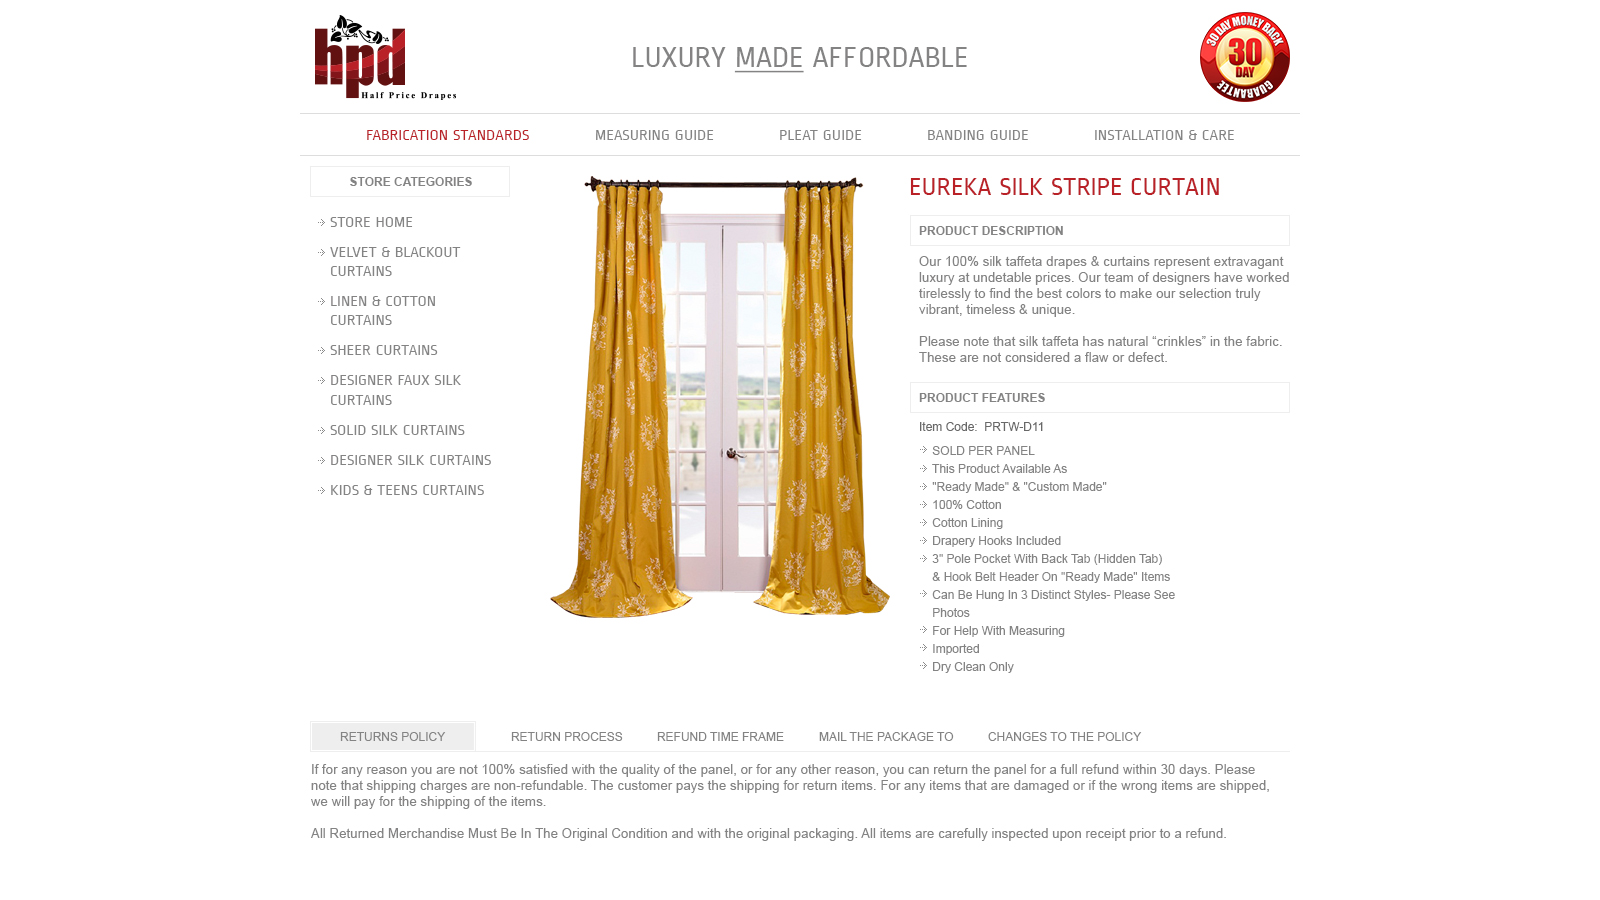 hpd
Half Price Drapes
LUXURY MADE AFFORDABLE
30 DAY MONEY BACK
30
DAY
GUARANTEE
FABRICATION STANDARDS
MEASURING GUIDE
PLEAT GUIDE
BANDING GUIDE
INSTALLATION & CARE
STORE CATEGORIES
STORE HOME
VELVET & BLACKOUT
CURTAINS
LINEN & COTTON
CURTAINS
SHEER CURTAINS
DESIGNER FAUX SILK
CURTAINS
SOLID SILK CURTAINS
DESIGNER SILK CURTAINS
KIDS & TEENS CURTAINS
EUREKA SILK STRIPE CURTAIN
PRODUCT DESCRIPTION
Our 100% silk taffeta drapes & curtains represent extravagant
luxury at undetable prices. Our team of designers have worked
tirelessly to find the best colors to make our selection truly
vibrant, timeless & unique.
Please note that silk taffeta has natural “crinkles” in the fabric.
These are not considered a flaw or defect.
PRODUCT FEATURES
Item Code: PRTW-D11
SOLD PER PANEL
This Product Available As
"Ready Made" & "Custom Made"
100% Cotton
Cotton Lining
Drapery Hooks Included
3" Pole Pocket With Back Tab (Hidden Tab)
& Hook Belt Header On "Ready Made" Items
Can Be Hung In 3 Distinct Styles- Please See
Photos
For Help With Measuring
Imported
Dry Clean Only
RETURNS POLICY
RETURN PROCESS
REFUND TIME FRAME
MAIL THE PACKAGE TO
CHANGES TO THE POLICY
If for any reason you are not 100% satisfied with the quality of the panel, or for any other reason, you can return the panel for a full refund within 30 days. Please
note that shipping charges are non-refundable. The customer pays the shipping for return items. For any items that are damaged or if the wrong items are shipped,
we will pay for the shipping of the items.
All Returned Merchandise Must Be In The Original Condition and with the original packaging. All items are carefully inspected upon receipt prior to a refund.